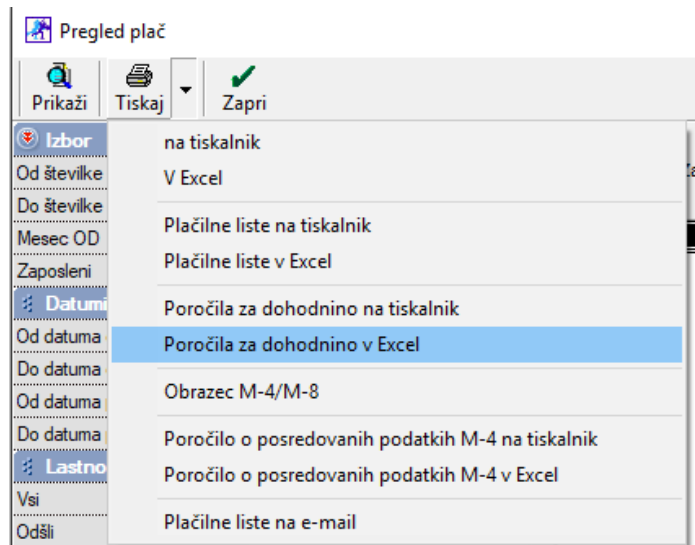 Pregled plač
Prikaži
Tiskaj
Zapri
Izbor
Od številke
Do številke
Mesec OD
Zaposleni
Datumi
Od datuma
Do datuma
Od datuma
Do datuma
Lastno
Vsi
Odšli
na tiskalnik
V Excel
Plačilne liste na tiskalnik
Plačilne liste v Excel
Poročila za dohodnino na tiskalnik
Poročila za dohodnino v Excel
Obrazec M-4/M-8
Poročilo o posredovanih podatkih M-4 na tiskalnik
Poročilo o posredovanih podatkih M-4 v Excel
Plačilne liste na e-mail